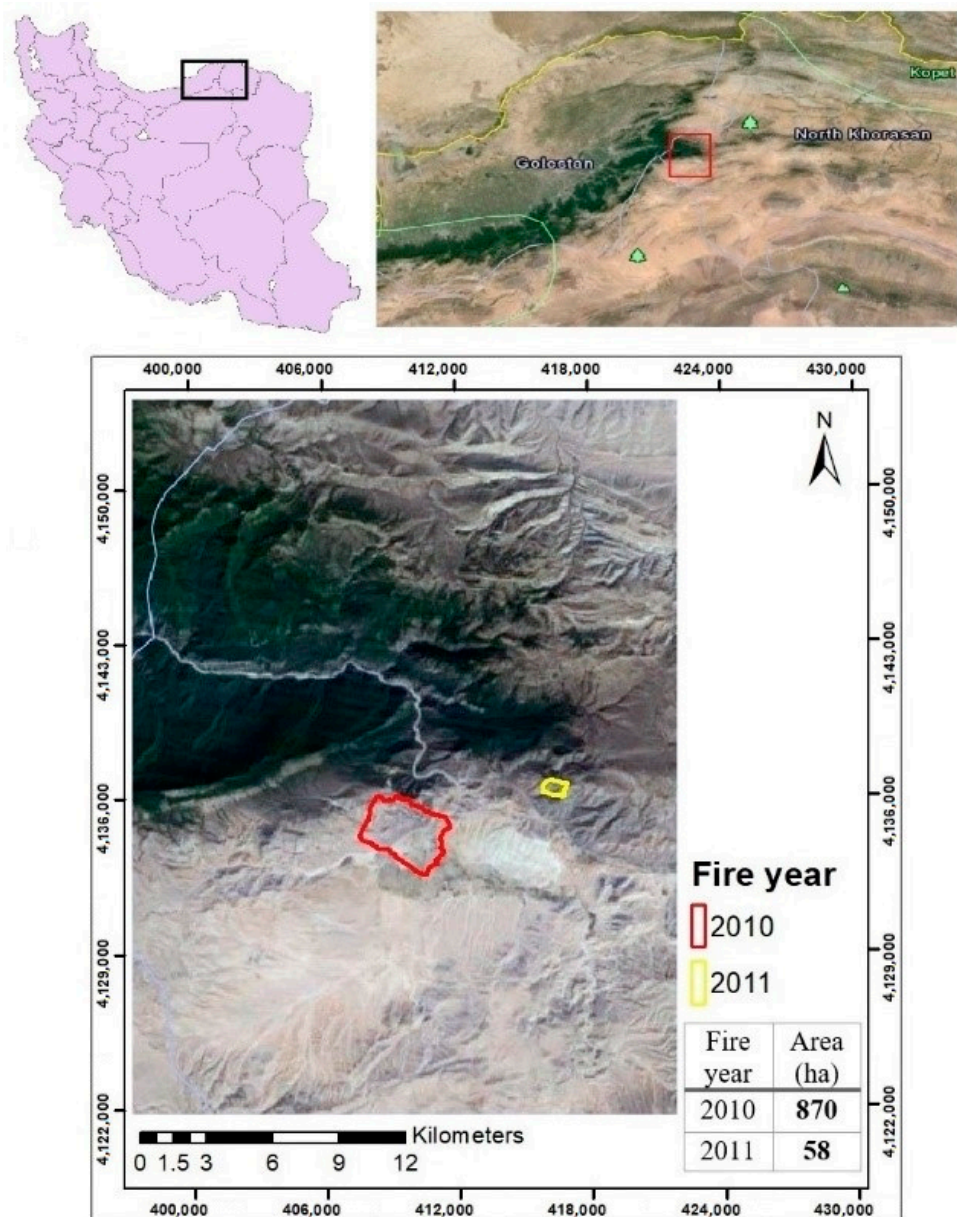 Kopet
North Khorasan
Golestan
400,000 406,000 412,000 418,000 424,000 430,000
N
4,150,000 4,150,000
4,143,000 4,143,000
4,136,000 4,136,000
Fire year
2010
2011
4,129,000 4,129,000
Fire year Area (ha)
2010 870
2011 58
4,122,000 4,122,000
Kilometers
0 1.5 3 6 9 12
400,000 406,000 412,000 418,000 424,000 430,000